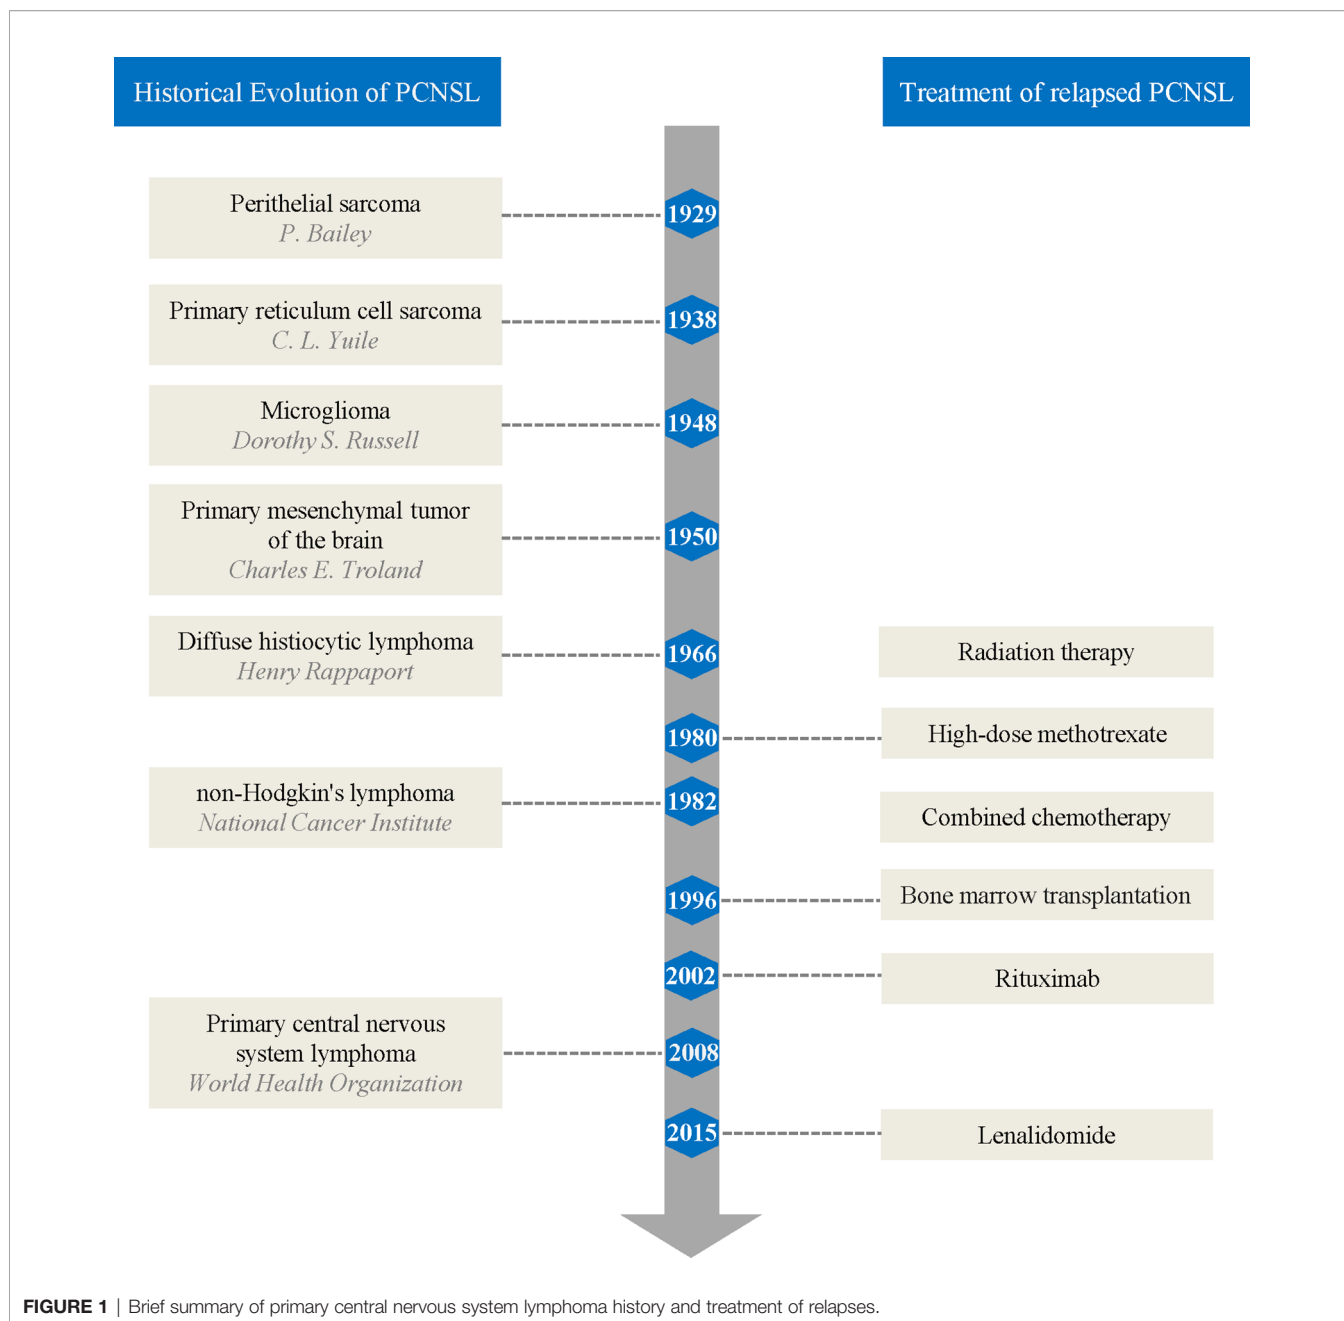 Historical Evolution of PCNSL
Treatment of relapsed PCNSL
Perithelial sarcoma
P. Bailey
1929
Primary reticulum cell sarcoma
C. L. Yuile
1938
Microglioma
Dorothy S. Russell
1948
Primary mesenchymal tumor
of the brain
Charles E. Troland
1950
Diffuse histiocytic lymphoma
Henry Rappaport
1966
Radiation therapy
1980
High-dose methotrexate
non-Hodgkin's lymphoma
National Cancer Institute
1982
Combined chemotherapy
1996
Bone marrow transplantation
2002
Rituximab
Primary central nervous
system lymphoma
World Health Organization
2008
2015
Lenalidomide
FIGURE 1 | Brief summary of primary central nervous system lymphoma history and treatment of relapses.